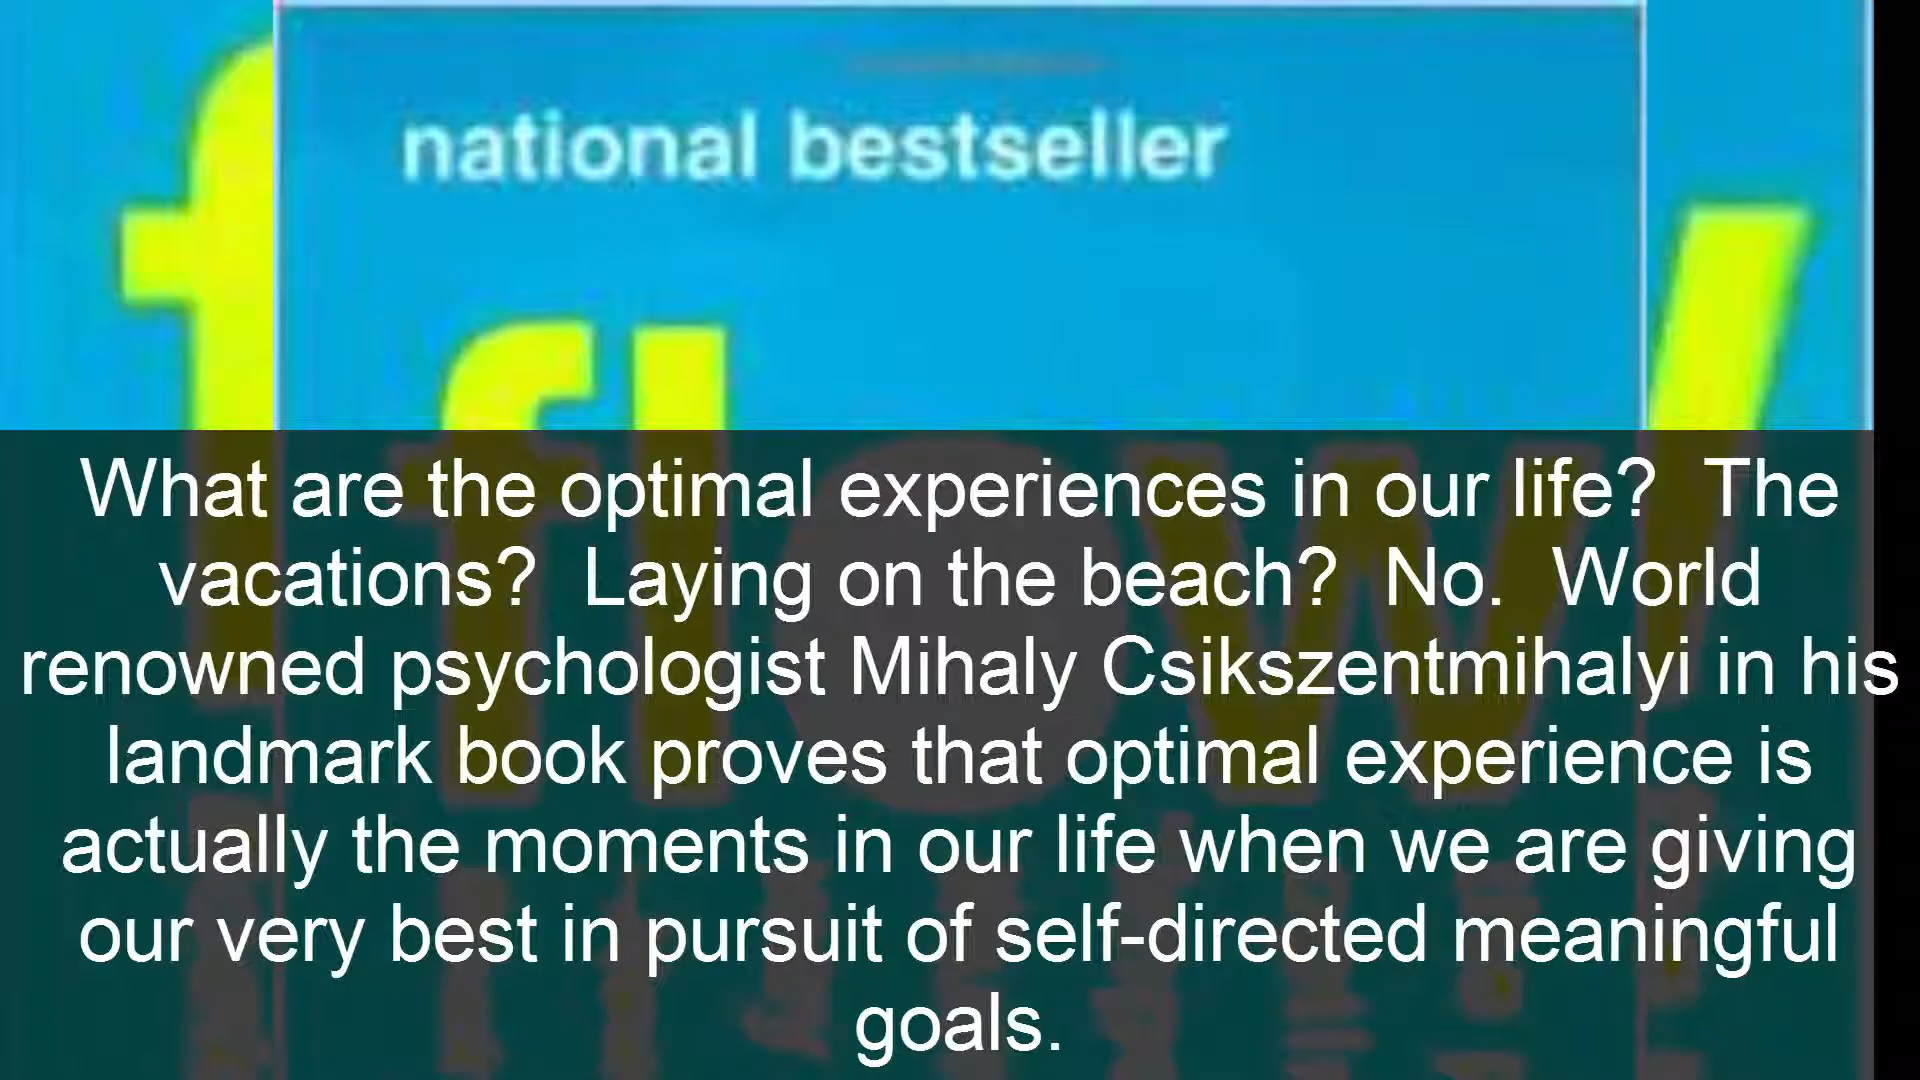 national bestseller
flow
What are the optimal experiences in our life?  The
vacations?  Laying on the beach?  No.  World
renowned psychologist Mihaly Csikszentmihalyi in his
landmark book proves that optimal experience is
actually the moments in our life when we are giving
our very best in pursuit of self-directed meaningful
goals.